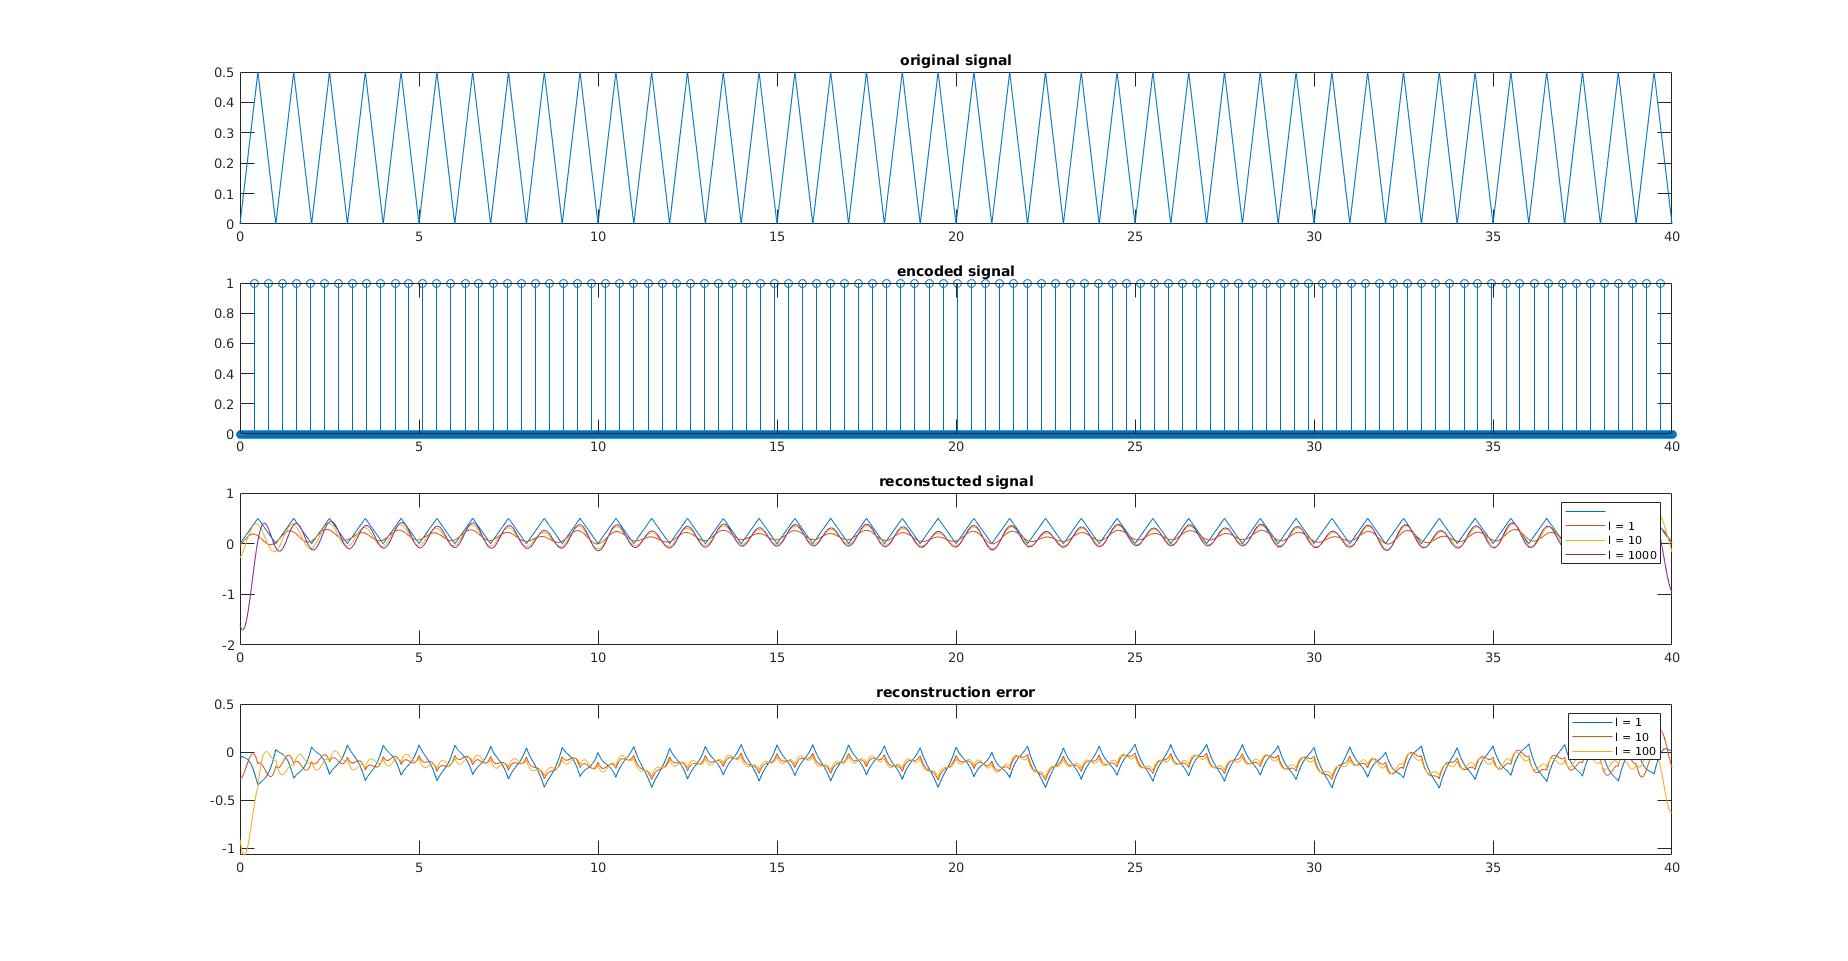 original signal
0.5
0.4
0.3
0.2
0.1
0
0 5 10 15 20 25 30 35 40
encoded signal
1
0.8
0.6
0.4
0.2
0
0 5 10 15 20 25 30 35 40
reconstucted signal
1
0
-1
-2
l = 1
l = 10
l = 1000
0 5 10 15 20 25 30 35 40
reconstruction error
0.5
0
-0.5
-1
l = 1
l = 10
l = 100
0 5 10 15 20 25 30 35 40